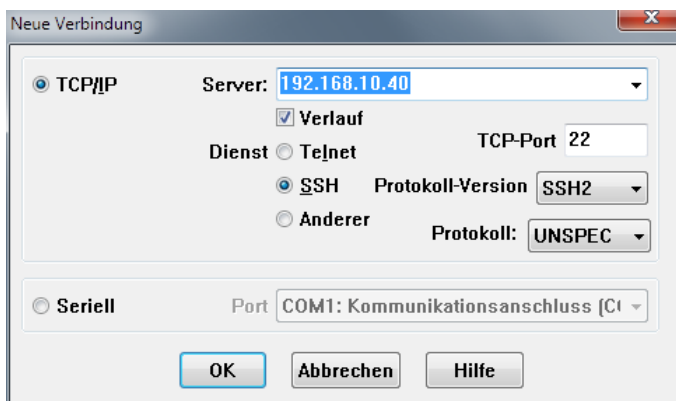 Neue Verbindung
TCP/IP Server: 192.168.10.40
Verlauf
Dienst Telnet TCP-Port 22
SSH Protokoll-Version SSH2
Anderer Protokoll: UNSPEC
Seriell Port COM1: Kommunikationsanschluss (CO
OK Abbrechen Hilfe